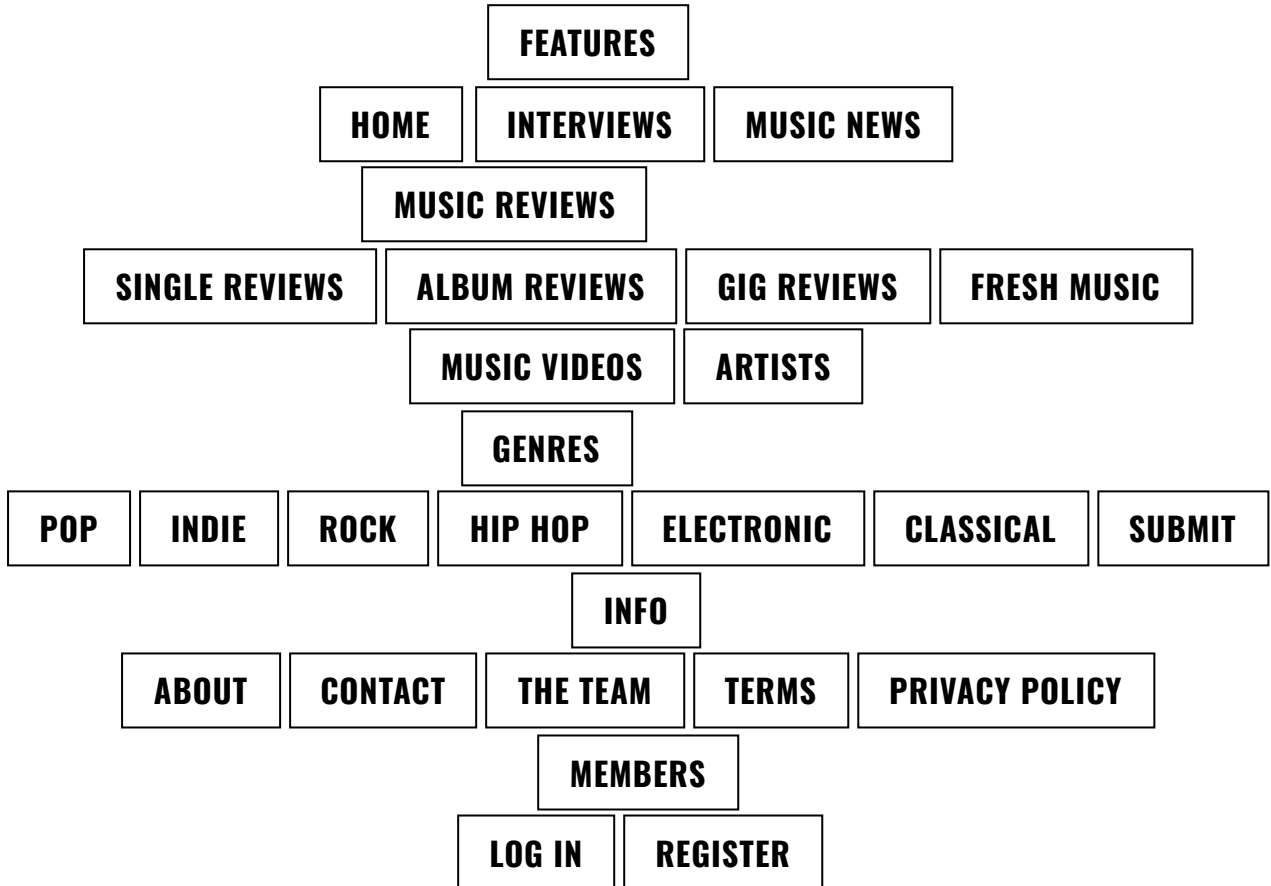 FEATURES
HOME INTERVIEWS MUSIC NEWS
MUSIC REVIEWS
SINGLE REVIEWS ALBUM REVIEWS GIG REVIEWS FRESH MUSIC
MUSIC VIDEOS ARTISTS
GENRES
POP INDIE ROCK HIP HOP ELECTRONIC CLASSICAL SUBMIT
INFO
ABOUT CONTACT THE TEAM TERMS PRIVACY POLICY
MEMBERS
LOG IN REGISTER